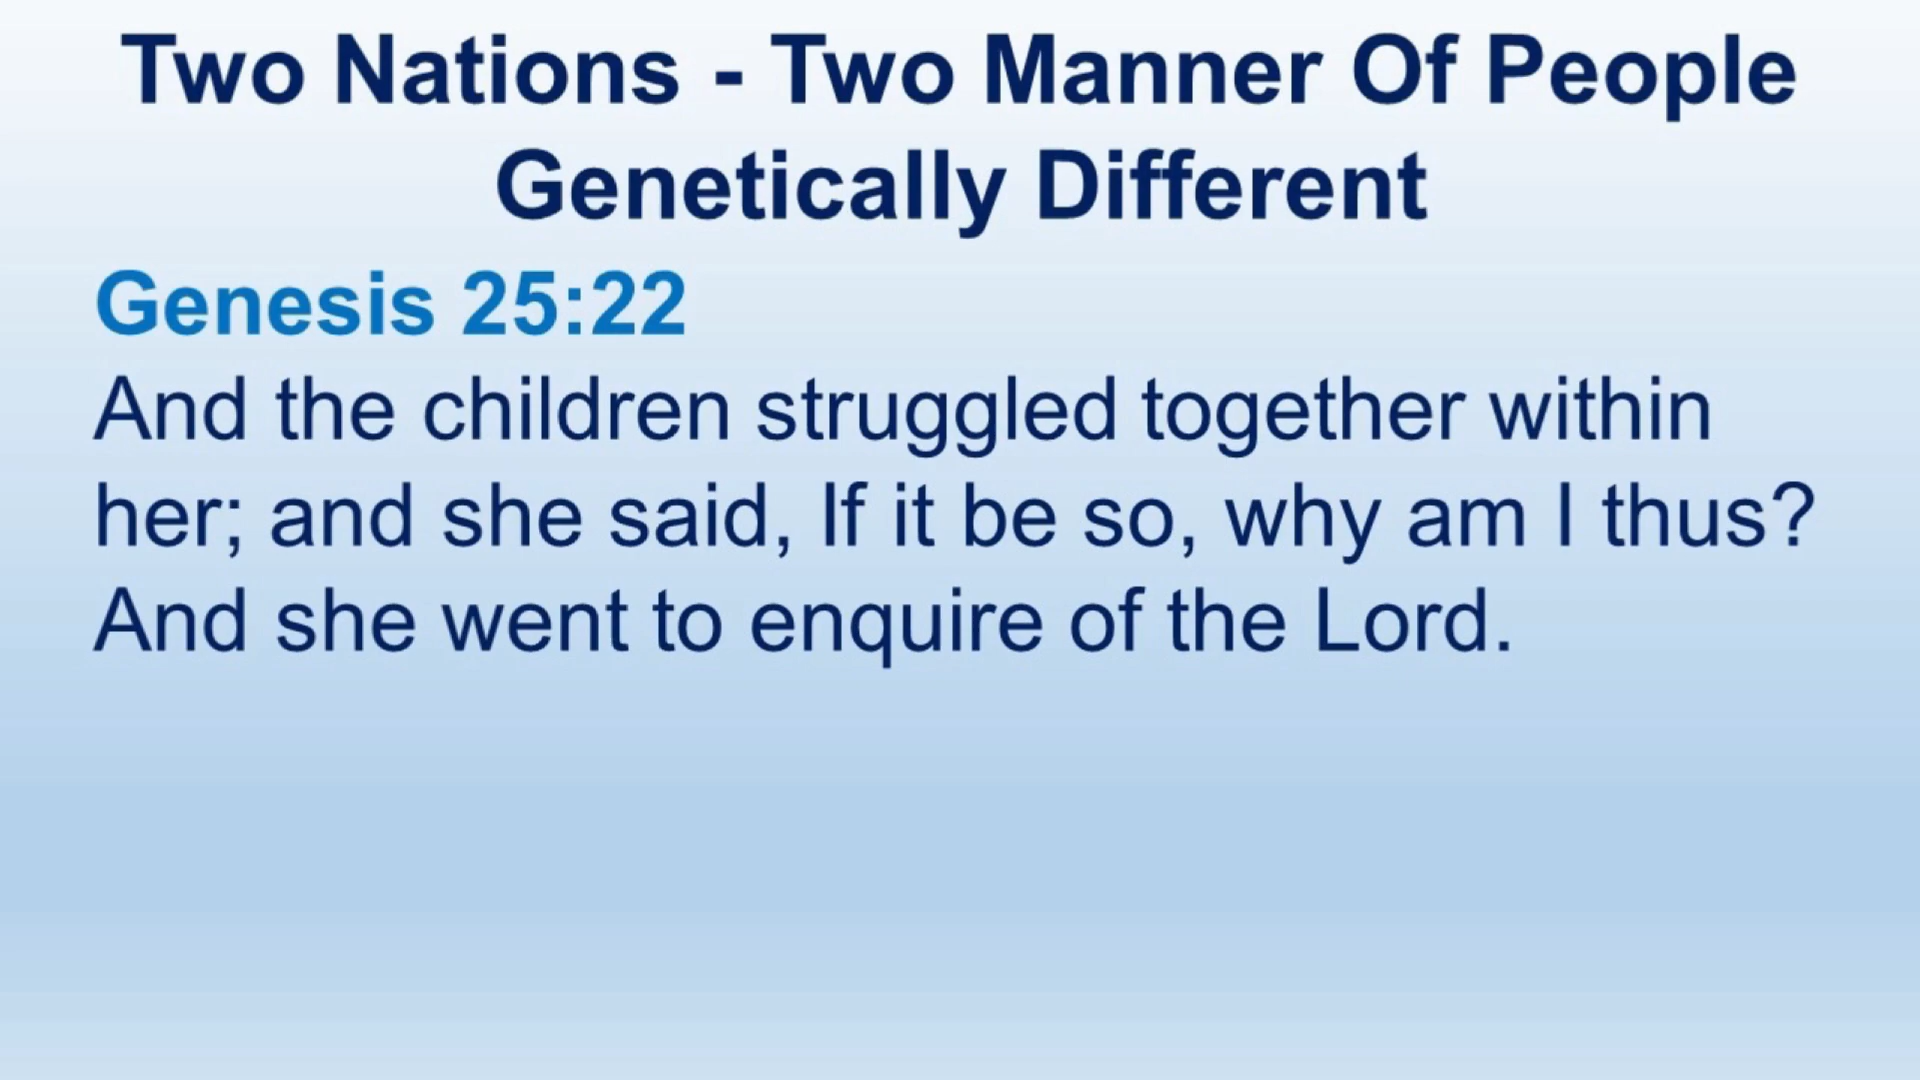 Two Nations - Two Manner Of People
Genetically Different
Genesis 25:22
And the children struggled together within
her; and she said, If it be so, why am I thus?
And she went to enquire of the Lord.